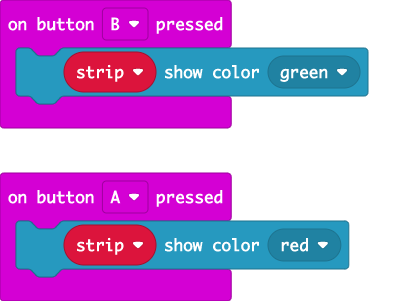 on button B pressed
strip show color green
on button A pressed
strip show color red